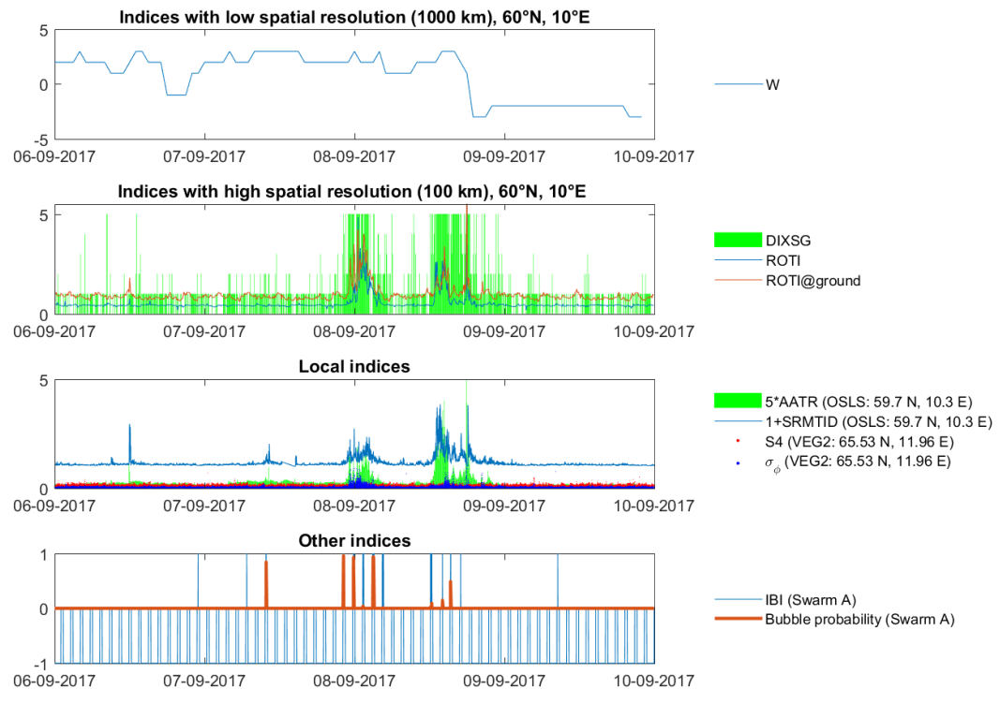 Indices with low spatial resolution (1000 km), 60°N, 10°E
5
0
-5
06-09-2017 07-09-2017 08-09-2017 09-09-2017 10-09-2017
W
Indices with high spatial resolution (100 km), 60°N, 10°E
5
0
06-09-2017 07-09-2017 08-09-2017 09-09-2017 10-09-2017
DIXSG
ROTI
ROTI@ground
Local indices
5
0
06-09-2017 07-09-2017 08-09-2017 09-09-2017 10-09-2017
5*AATR (OSLS: 59.7 N, 10.3 E)
1+SRMTID (OSLS: 59.7 N, 10.3 E)
S4 (VEG2: 65.53 N, 11.96 E)
σϕ (VEG2: 65.53 N, 11.96 E)
Other indices
1
0
-1
06-09-2017 07-09-2017 08-09-2017 09-09-2017 10-09-2017
IBI (Swarm A)
Bubble probability (Swarm A)